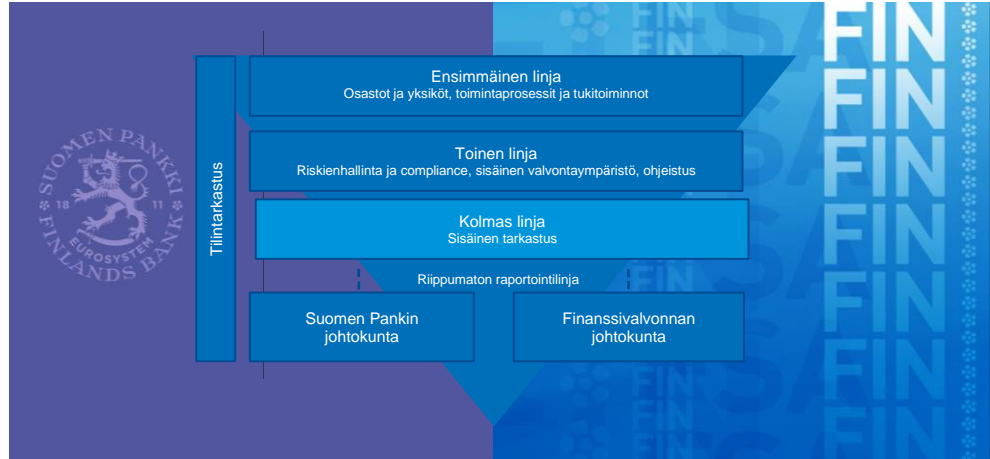 Ensimmäinen linja
Osastot ja yksiköt, toimintaprosessit ja tukitoiminnot
Tilintarkastus
Toinen linja
Riskienhallinta ja compliance, sisäinen valvontaympäristö, ohjeistus
Kolmas linja
Sisäinen tarkastus
Riippumaton raportointilinja
Suomen Pankin
johtokunta
Finanssivalvonnan
johtokunta
SUOMEN PANKKI
18 11
EUROSYSTEM
FINLANDS BANK
FIN
FIN
FIN
FIN
FIN
FIN
FIN